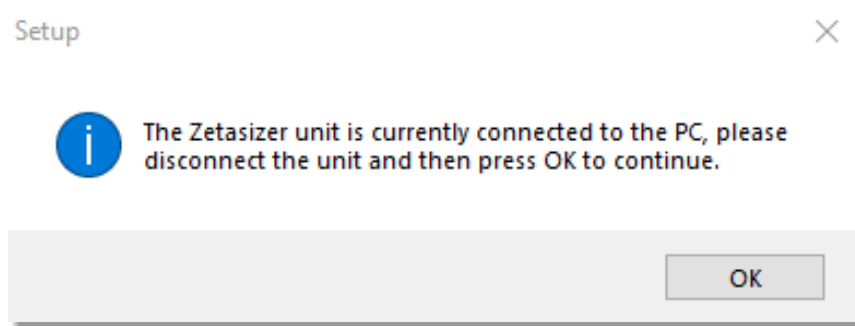 Setup
The Zetasizer unit is currently connected to the PC, please
disconnect the unit and then press OK to continue.
OK